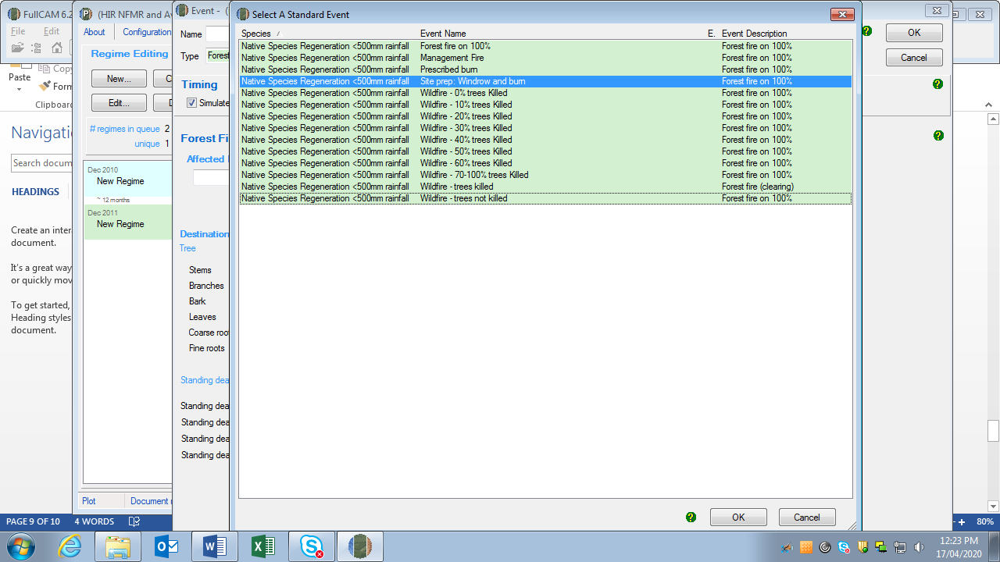 FullCAM 6.2
File Edit
Paste
Copy
Form
Clipboard
Navigati
Search docum
HEADINGS
Create an inter
document.
It's a great way
or quickly mov
To get started,
Heading styles
document.
PAGE 9 OF 10 4 WORDS
(HIR NFMR and Av
About Configuration
Regime Editing
New...
Edit...
# regimes in queue 2
unique 1
Dec 2010
New Regime
~ 12 months
Dec 2011
New Regime
Plot Document
Event - (
Name
Type Forest
Timing
Simulate
Forest Fi
Affected
Destination
Tree
Stems
Branches
Bark
Leaves
Coarse root
Fine roots
Standing dea
Standing dea
Standing dea
Standing dea
Standing dea
Select A Standard Event
Species Event Name E. Event Description
Native Species Regeneration <500mm rainfall Forest fire on 100% Forest fire on 100%
Native Species Regeneration <500mm rainfall Management Fire Forest fire on 100%
Native Species Regeneration <500mm rainfall Prescribed burn Forest fire on 100%
Native Species Regeneration <500mm rainfall Site prep: Windrow and burn Forest fire on 100%
Native Species Regeneration <500mm rainfall Wildfire - 0% trees Killed Forest fire on 100%
Native Species Regeneration <500mm rainfall Wildfire - 10% trees Killed Forest fire on 100%
Native Species Regeneration <500mm rainfall Wildfire - 20% trees Killed Forest fire on 100%
Native Species Regeneration <500mm rainfall Wildfire - 30% trees Killed Forest fire on 100%
Native Species Regeneration <500mm rainfall Wildfire - 40% trees Killed Forest fire on 100%
Native Species Regeneration <500mm rainfall Wildfire - 50% trees Killed Forest fire on 100%
Native Species Regeneration <500mm rainfall Wildfire - 60% trees Killed Forest fire on 100%
Native Species Regeneration <500mm rainfall Wildfire - 70-100% trees Killed Forest fire on 100%
Native Species Regeneration <500mm rainfall Wildfire - trees killed Forest fire (clearing)
Native Species Regeneration <500mm rainfall Wildfire - trees not killed Forest fire on 100%
OK Cancel
OK
Cancel
80%
12:23 PM
17/04/2020